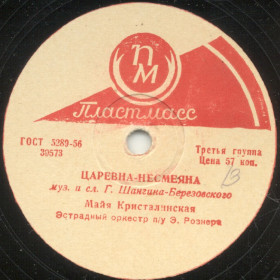 ПМ
Пластмасс
ГОСТ 5289-56
30573
Третья группа
Цена 57 коп.
ЦАРЕВНА-НЕСМЕЯНА
муз. и сл. Г. Шангина-Березовского
Майя Кристалинская
Эстрадный оркестр п/у Э. Рознера